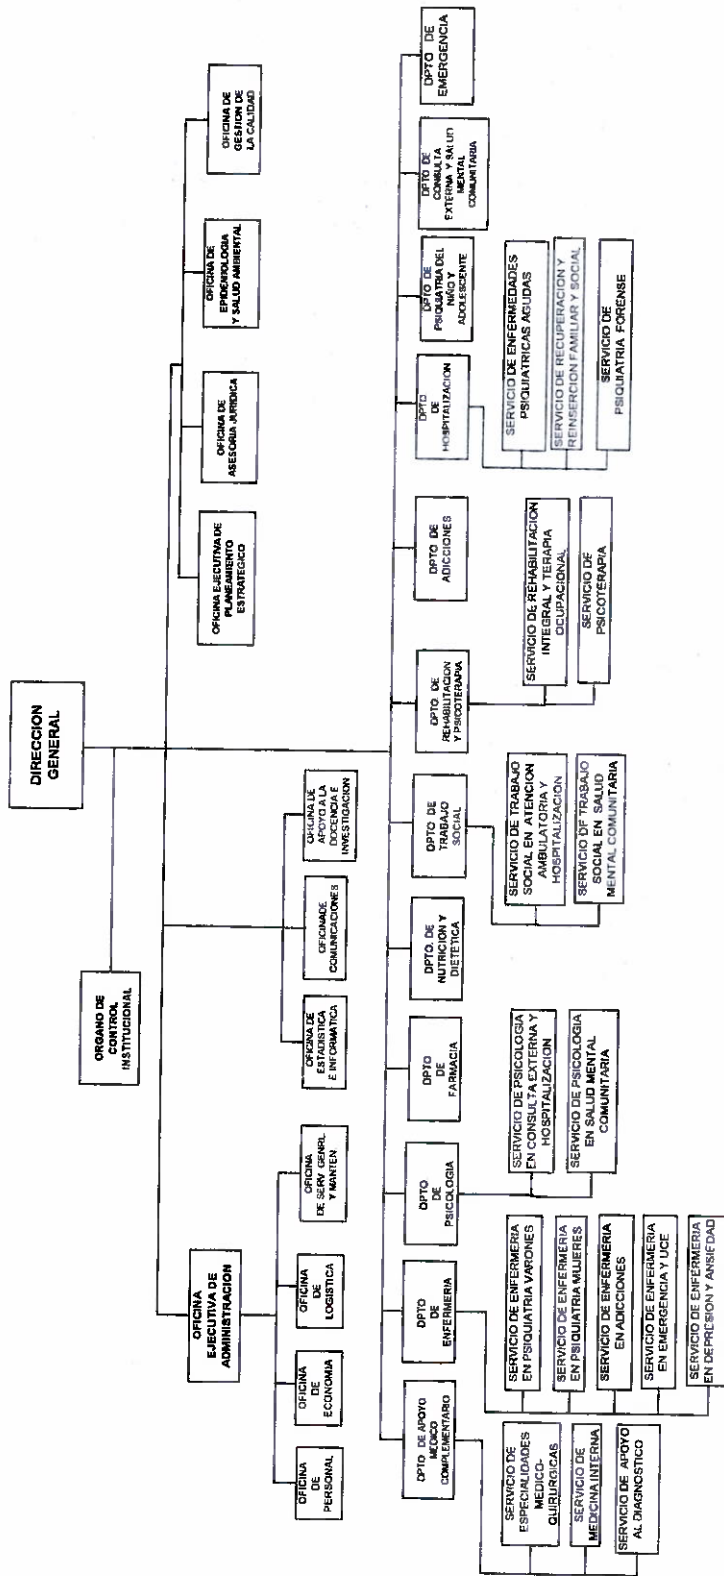 DIRECCION
GENERAL
ORGANO DE
CONTROL
INSTITUCIONAL
OFICINA EJECUTIVA DE
PLANEAMIENTO
ESTRATEGICO
OFICINA DE
ASESORIA JURIDICA
OFICINA DE
EPIDEMIOLOGIA
Y SALUD AMBIENTAL
OFICINA DE
GESTION DE
LA CALIDAD
OFICINA
EJECUTIVA DE
ADMINISTRACION
OFICINA
DE
PERSONAL
OFICINA
DE
ECONOMIA
OFICINA
DE
LOGISTICA
OFICINA
DE SERV. GENRL.
Y MANTEN
OFICINA DE
ESTADISTICA
E INFORMATICA
OFICINADE
COMUNICACIONES
OFICINA DE
APOYO A LA
DOCENCIA E
INVESTIGACION
DPTO DE APOYO
MEDICO
COMPLEMENTARIO
SERVICIO DE
ESPECIALIDADES
MEDICO-
QUIRURGICAS
SERVICIO DE
MEDICINA INTERNA
SERVICIO DE APOYO
AL DIAGNOSTICO
DPTO
DE
ENFERMERIA
SERVICIO DE ENFERMERIA
EN PSIQUIATRIA VARONES
SERVICIO DE ENFERMERIA
EN PSIQUIATRIA MUJERES
SERVICIO DE ENFERMERIA
EN ADICCIONES
SERVICIO DE ENFERMERIA
EN EMERGENCIA Y UCE
SERVICIO DE ENFERMERIA
EN DEPRESION Y ANSIEDAD
DPTO
DE
PSICOLOGIA
SERVICIO DE PSICOLOGIA
EN CONSULTA EXTERNA Y
HOSPITALIZACION
SERVICIO DE PSICOLOGIA
EN SALUD MENTAL
COMUNITARIA
DPTO
DE
FARMACIA
DPTO. DE
NUTRICION Y
DIETETICA
DPTO DE
TRABAJO
SOCIAL
SERVICIO DE TRABAJO
SOCIAL EN ATENCION
AMBULATORIA Y
HOSPITALIZACION
SERVICIO DE TRABAJO
SOCIAL EN SALUD
MENTAL COMUNITARIA
DPTO. DE
REHABILITACION
Y PSICOTERAPIA
SERVICIO DE REHABILITACION
INTEGRAL Y TERAPIA
OCUPACIONAL
SERVICIO DE
PSICOTERAPIA
DPTO DE
ADICCIONES
DPTO
DE
HOSPITALIZACION
SERVICIO DE ENFERMEDADES
PSIQUIATRICAS AGUDAS
SERVICIO DE RECUPERACION Y
REINSERCION FAMILIAR Y SOCIAL
SERVICIO DE
PSIQUIATRIA FORENSE
DPTO DE
PSIQUIATRIA DEL
NIÑO Y
ADOLESCENTE
DPTO DE
CONSULTA
EXTERNA Y SALUD
MENTAL
COMUNITARIA
DPTO DE
EMERGENCIA